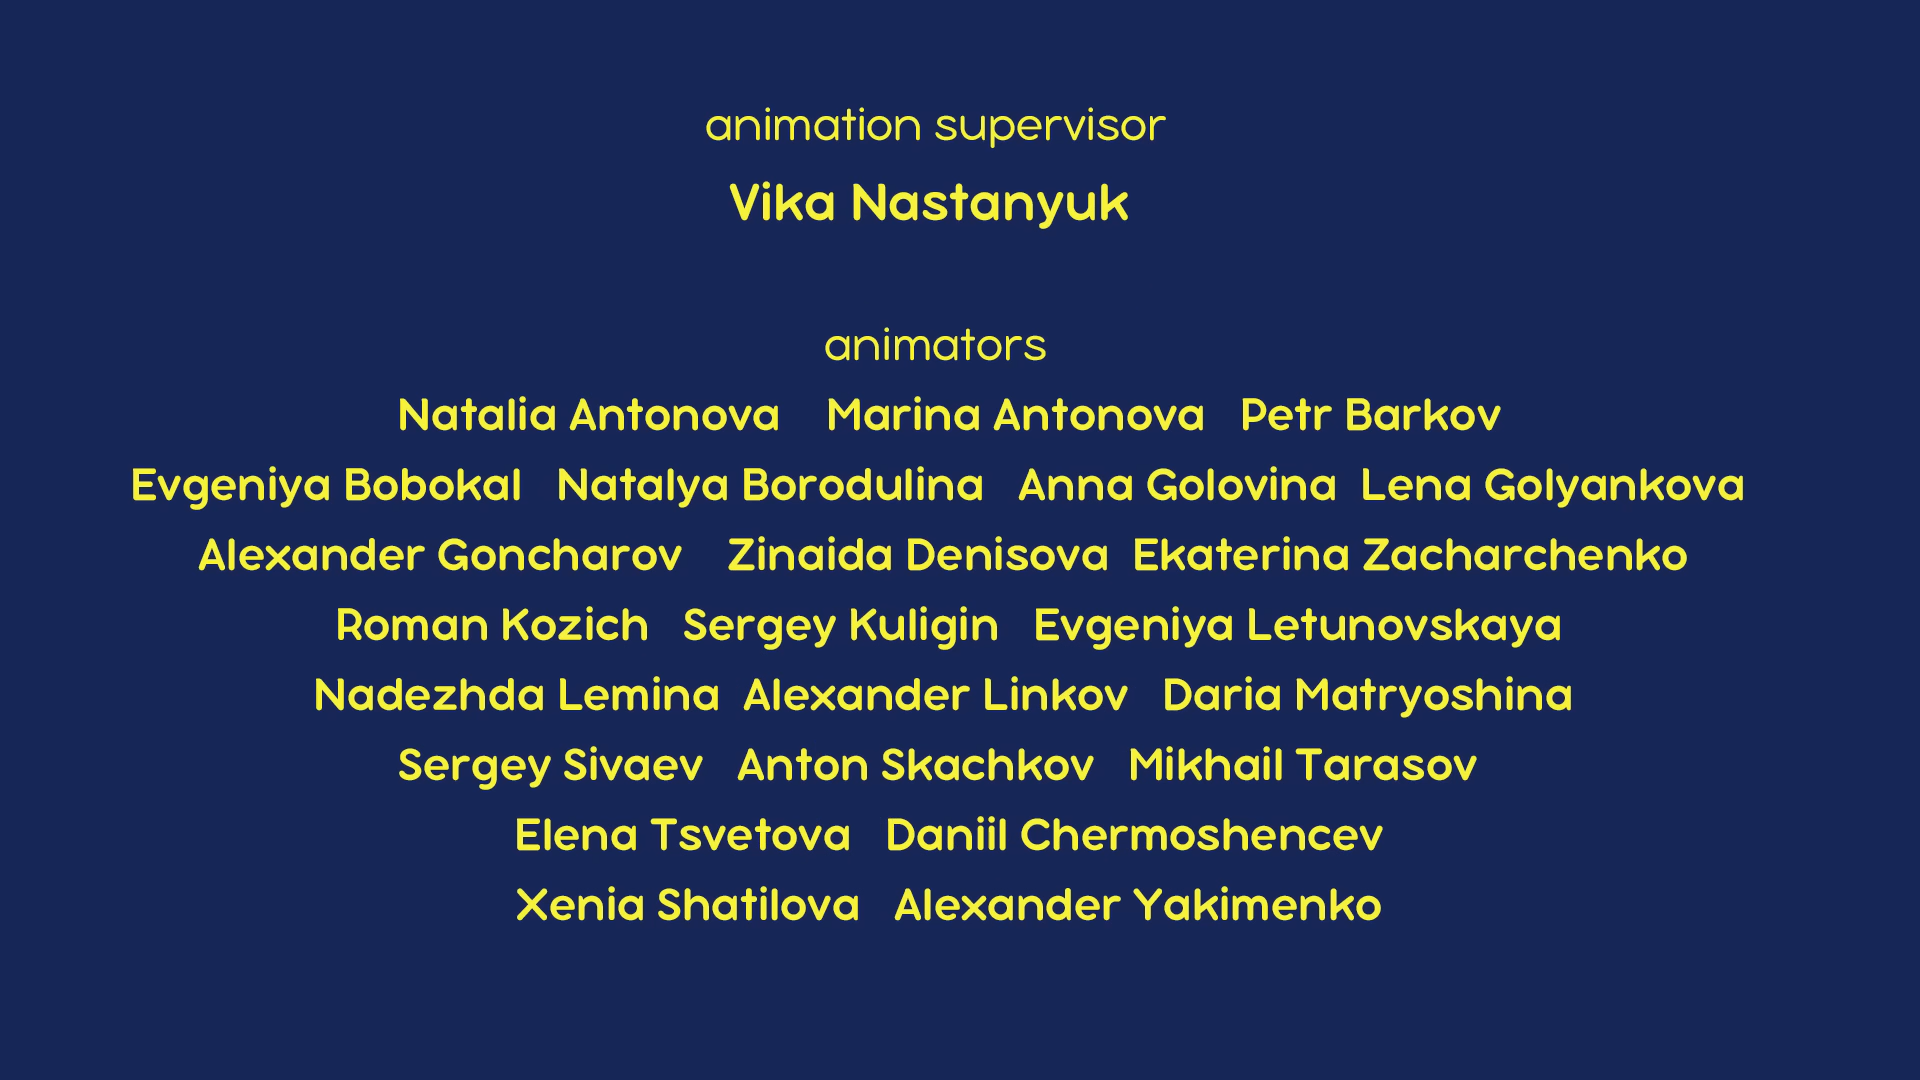 animation supervisor
Vika Nastanyuk
animators
Natalia Antonova Marina Antonova Petr Barkov
Evgeniya Bobokal Natalya Borodulina Anna Golovina Lena Golyankova
Alexander Goncharov Zinaida Denisova Ekaterina Zacharchenko
Roman Kozich Sergey Kuligin Evgeniya Letunovskaya
Nadezhda Lemina Alexander Linkov Daria Matryoshina
Sergey Sivaev Anton Skachkov Mikhail Tarasov
Elena Tsvetova Daniil Chermoshencev
Xenia Shatilova Alexander Yakimenko